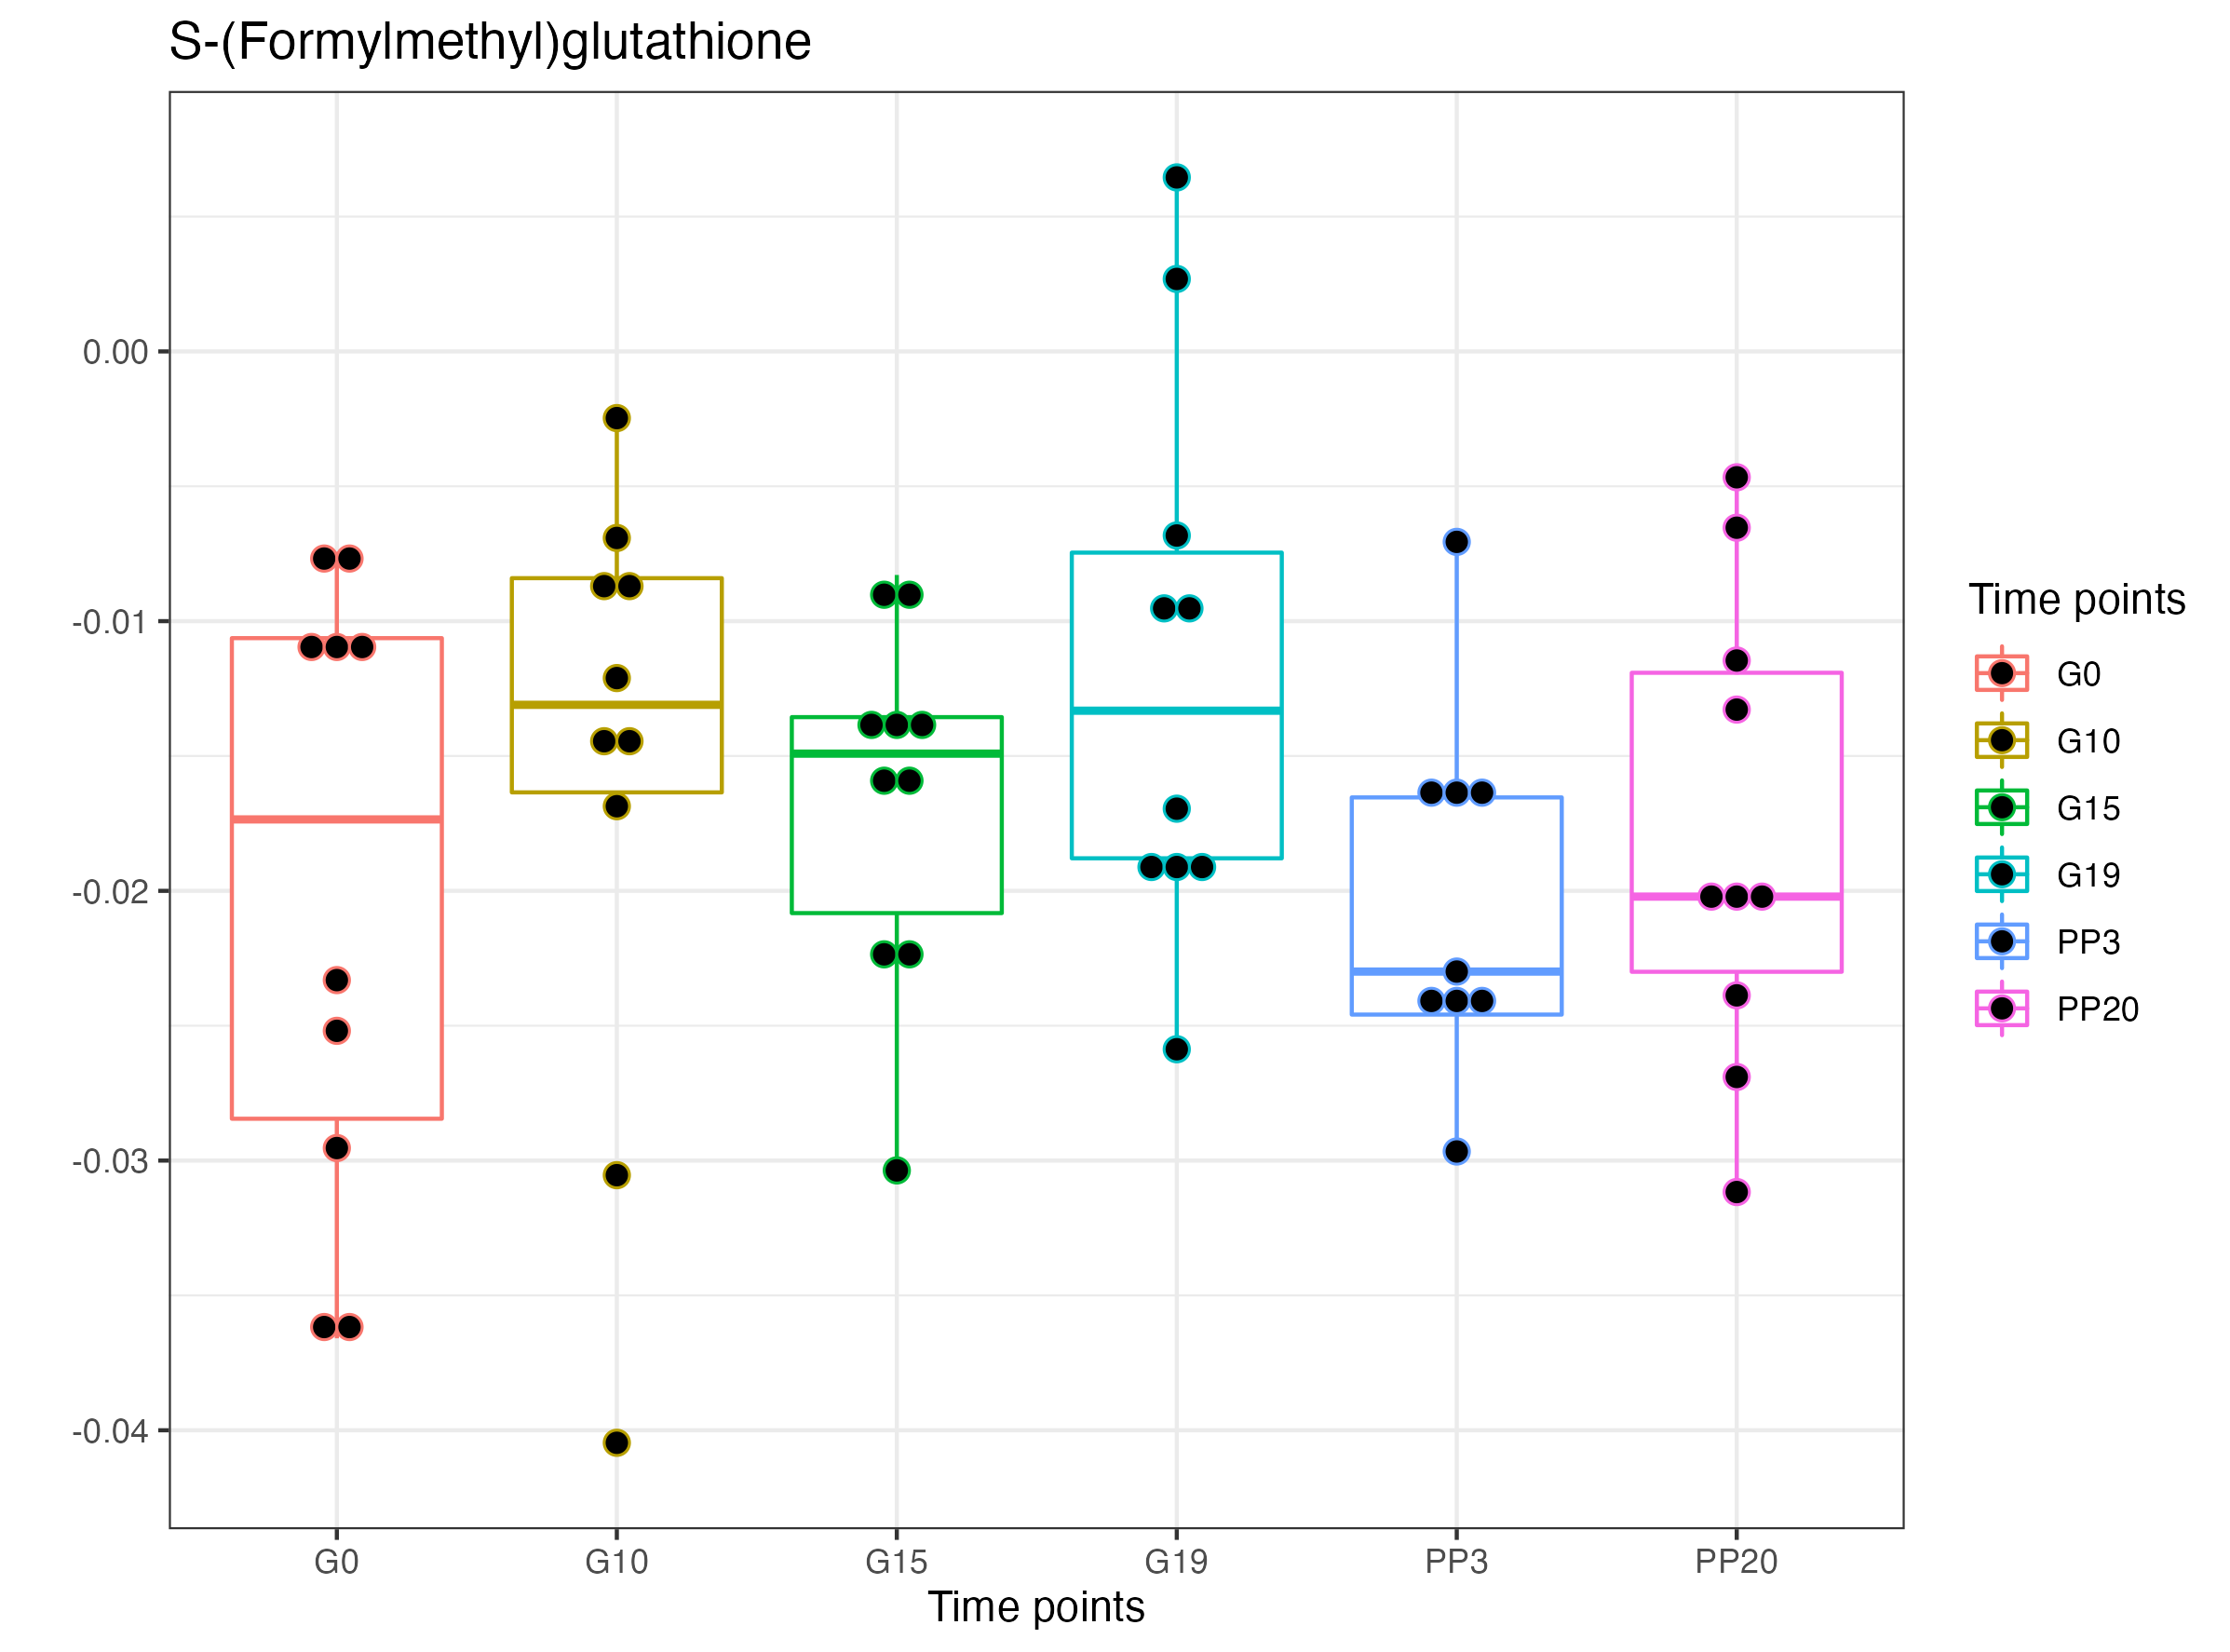 S-(Formylmethyl)glutathione
0.00
-0.01
-0.02
-0.03
-0.04
G0 G10 G15 G19 PP3 PP20
Time points
Time points
G0
G10
G15
G19
PP3
PP20